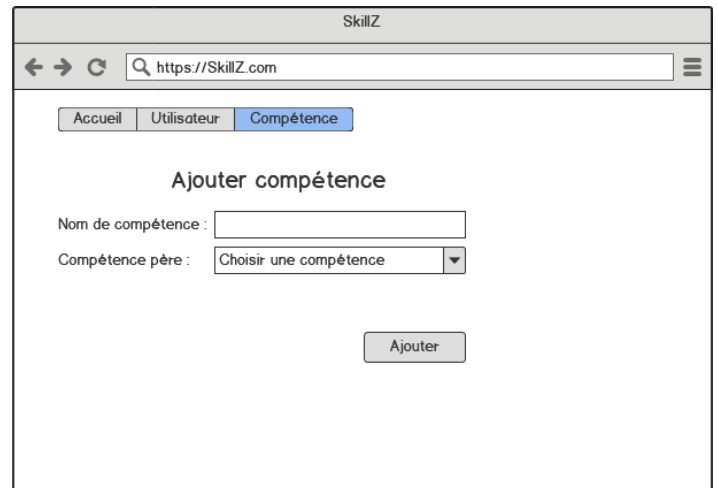 SkillZ
https://SkillZ.com
Accueil Utilisateur Compétence
Ajouter compétence
Nom de compétence :
Compétence père : Choisir une compétence
Ajouter